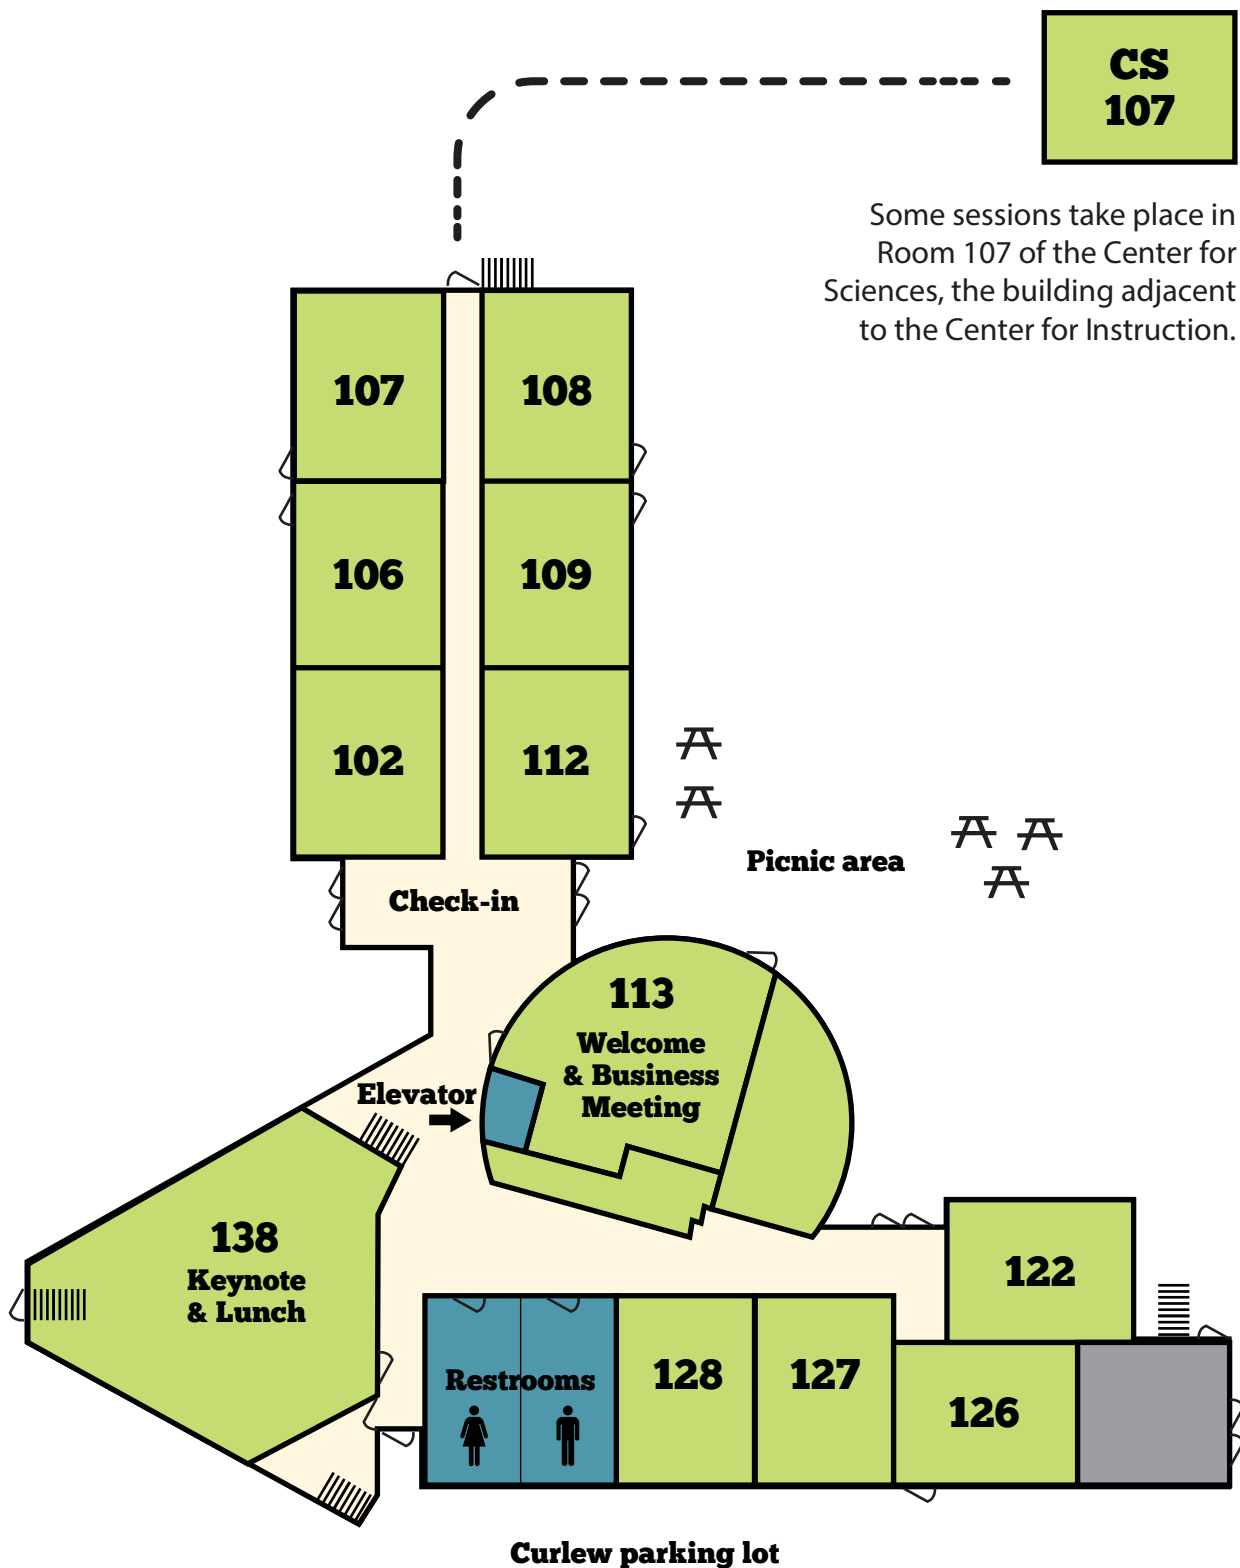 CS
107
Some sessions take place in
Room 107 of the Center for
Sciences, the building adjacent
to the Center for Instruction.
107
108
106
109
102
112
Picnic area
Check-in
113
Welcome
& Business
Meeting
Elevator
138
Keynote
& Lunch
122
Restrooms
128
127
126
Curlew parking lot